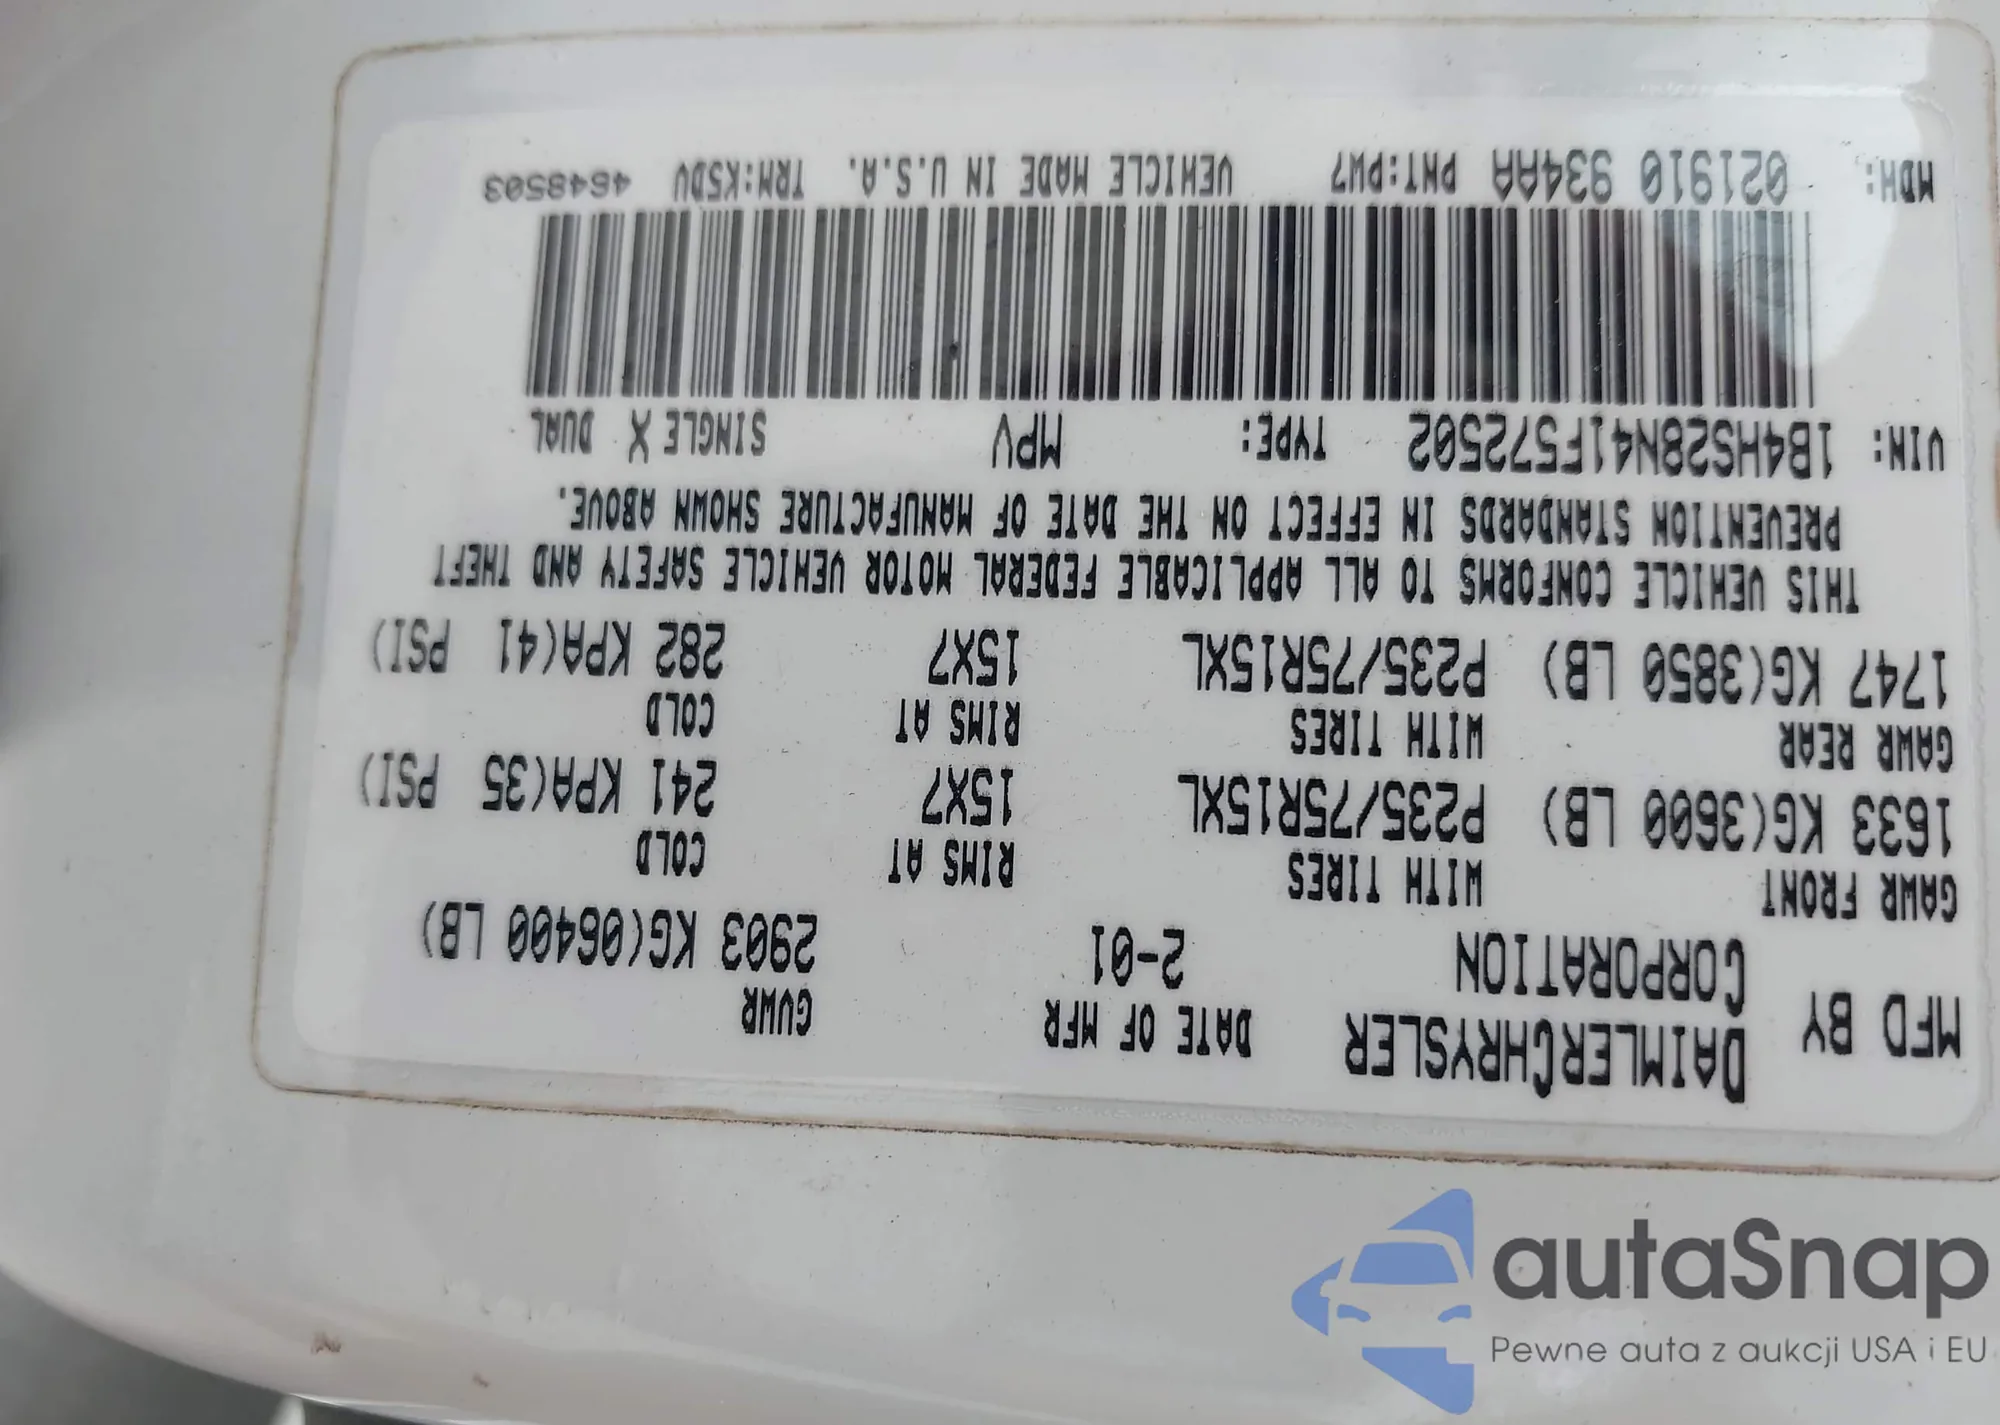 MFD BY DAIMLERCHRYSLER CORPORATION DATE OF MFR 2-01 GVWR 2903 KG(06400 LB)
GAWR FRONT WITH TIRES RIMS AT COLD
1633 KG(3600 LB) P235/75R15XL 15X7 241 KPA(35 PSI)
GAWR REAR WITH TIRES RIMS AT COLD
1747 KG(3850 LB) P235/75R15XL 15X7 282 KPA(41 PSI)
THIS VEHICLE CONFORMS TO ALL APPLICABLE FEDERAL MOTOR VEHICLE SAFETY AND THEFT
PREVENTION STANDARDS IN EFFECT ON THE DATE OF MANUFACTURE SHOWN ABOVE.
VIN: 1B4HS28N41F572502 TYPE: MPV SINGLE X DUAL
MDH: 021910 934AA PNT:PW7 VEHICLE MADE IN U.S.A. TRM:K5DV 4648503
autaSnap
Pewne auta z aukcji USA i EU